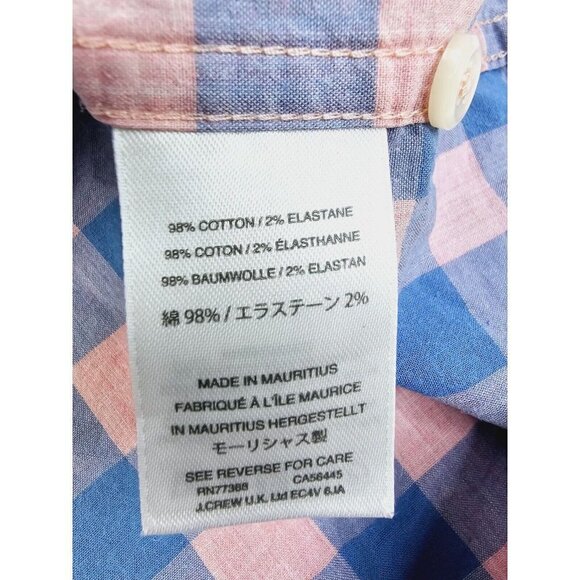 98% COTTON / 2% ELASTANE
98% COTON / 2% ÉLASTHANNE
98% BAUMWOLLE / 2% ELASTAN
綿 98% / エラステーン 2%
MADE IN MAURITIUS
FABRIQUÉ À L'ÎLE MAURICE
IN MAURITIUS HERGESTELLT
モーリシャス製
SEE REVERSE FOR CARE
RN77388 CA56445
J.CREW U.K. Ltd EC4V 6JA